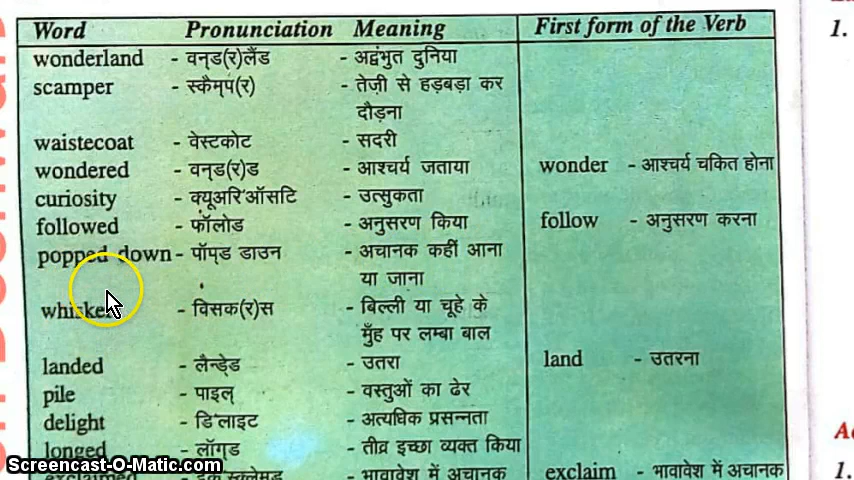 Word Pronunciation Meaning First form of the Verb
1.
wonderland - वन्ड(र)लैंड - अद्वंभुत दुनिया
scamper - स्कैम्प(र) - तेज़ी से हड़बड़ा कर
दौड़ना
waistecoat - वेस्टकोट - सदरी
wondered - वन्ड(र)ड - आश्चर्य जताया wonder - आश्चर्य चकित होना
curiosity - क्यूअरि'ऑसटि - उत्सुकता
followed - फॉलोड - अनुसरण किया follow - अनुसरण करना
popped down - पॉप्ड डाउन - अचानक कहीं आना
या जाना
- विसक(र)स - बिल्ली या चूहे के
मुँह पर लम्बा बाल
landed - लैन्डे्ड - उतरा land - उतरना
pile - पाइल् - वस्तुओं का ढेर
delight - डि'लाइट - अत्यधिक प्रसन्नता
longed - लॉग्ड - तीव्र इच्छा व्यक्त किया
exclaim - भावावेश में अचानक
- भावावेश में अचानक
1.
Screencast-O-Matic.com